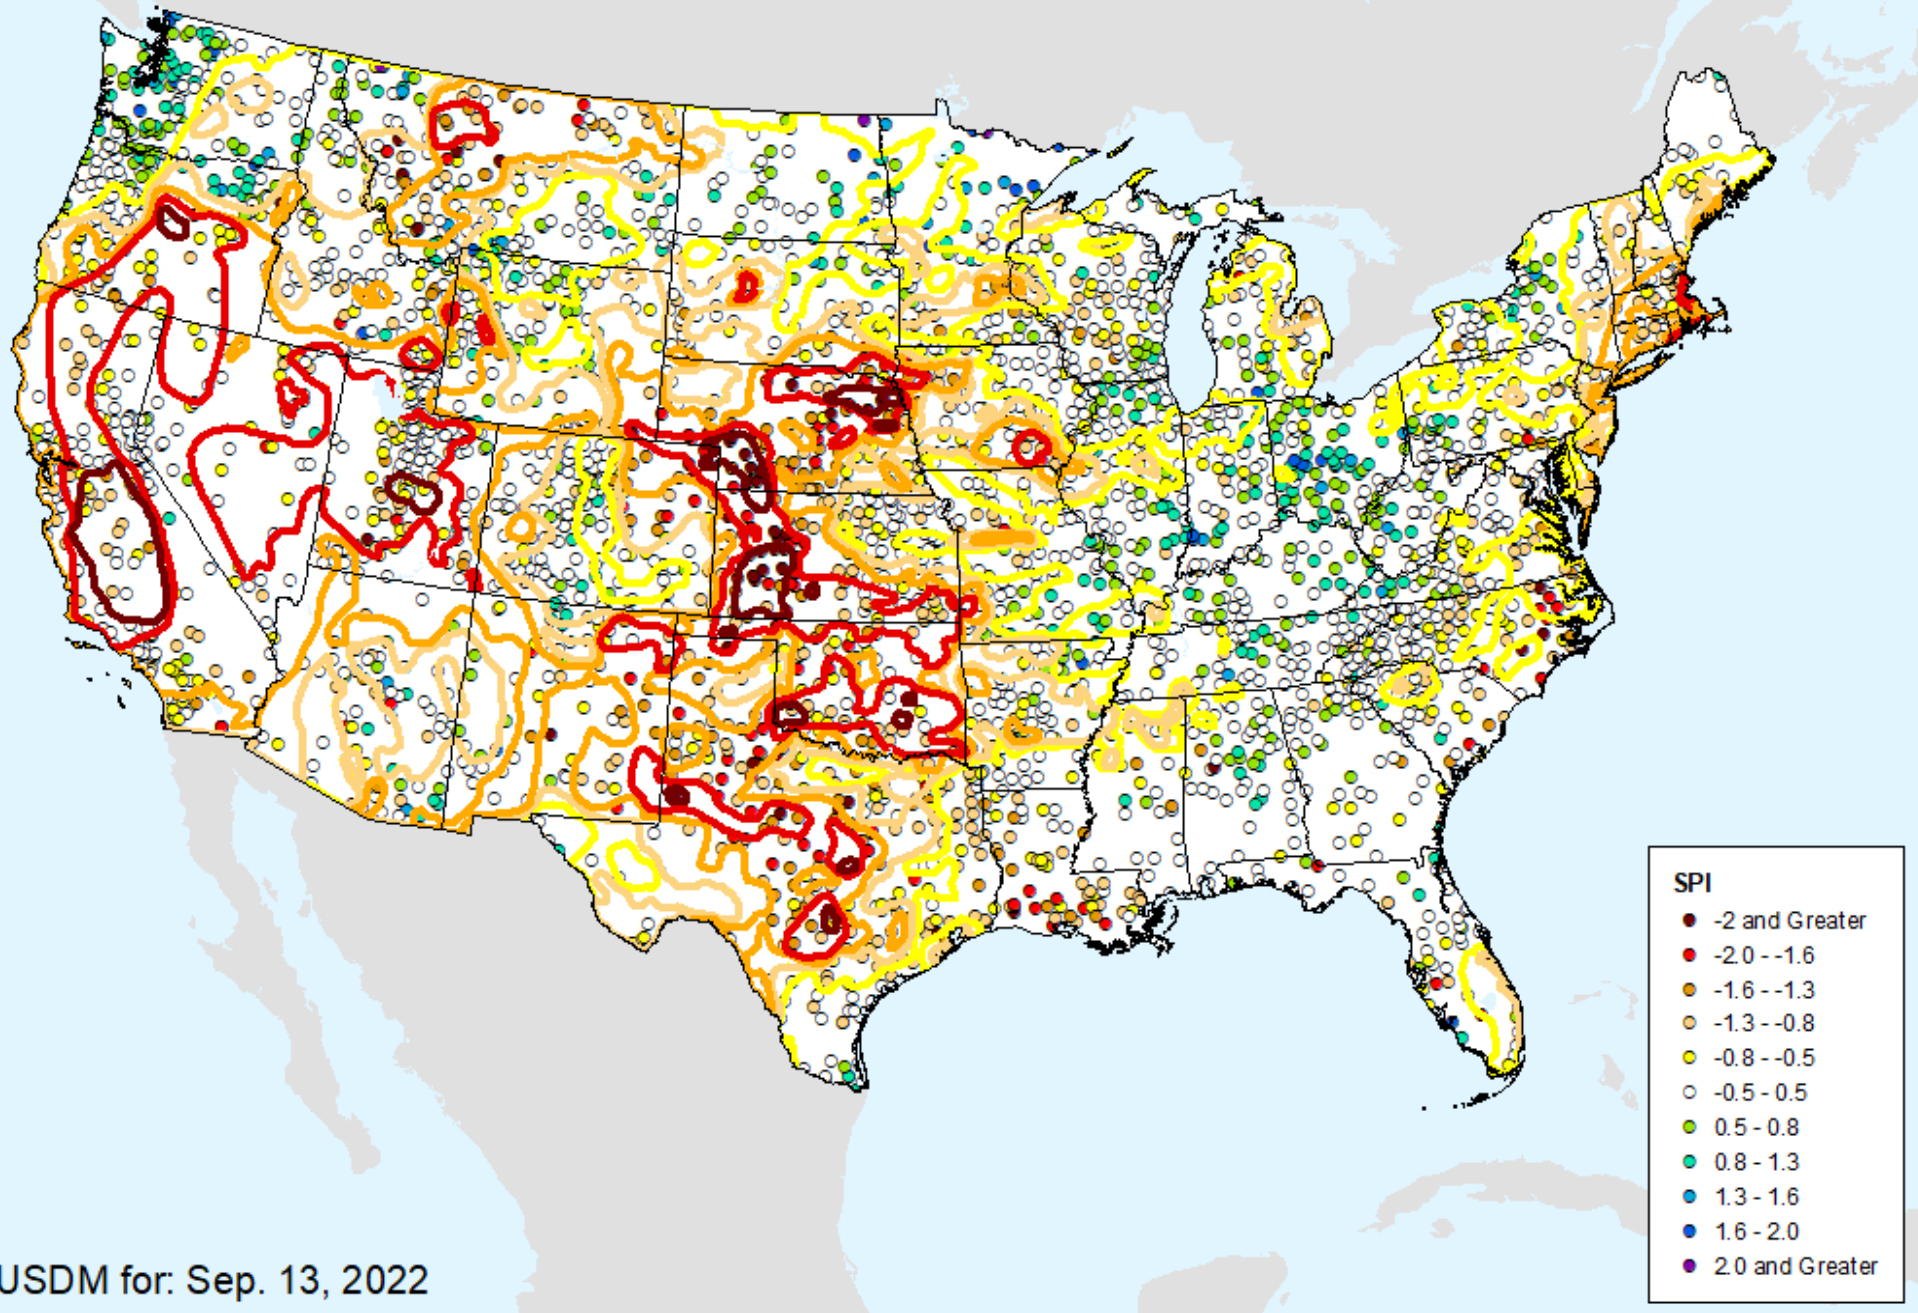 SPI
-2 and Greater
-2.0 - -1.6
-1.6 - -1.3
-1.3 - -0.8
-0.8 - -0.5
-0.5 - 0.5
0.5 - 0.8
0.8 - 1.3
1.3 - 1.6
1.6 - 2.0
2.0 and Greater
USDM for: Sep. 13, 2022